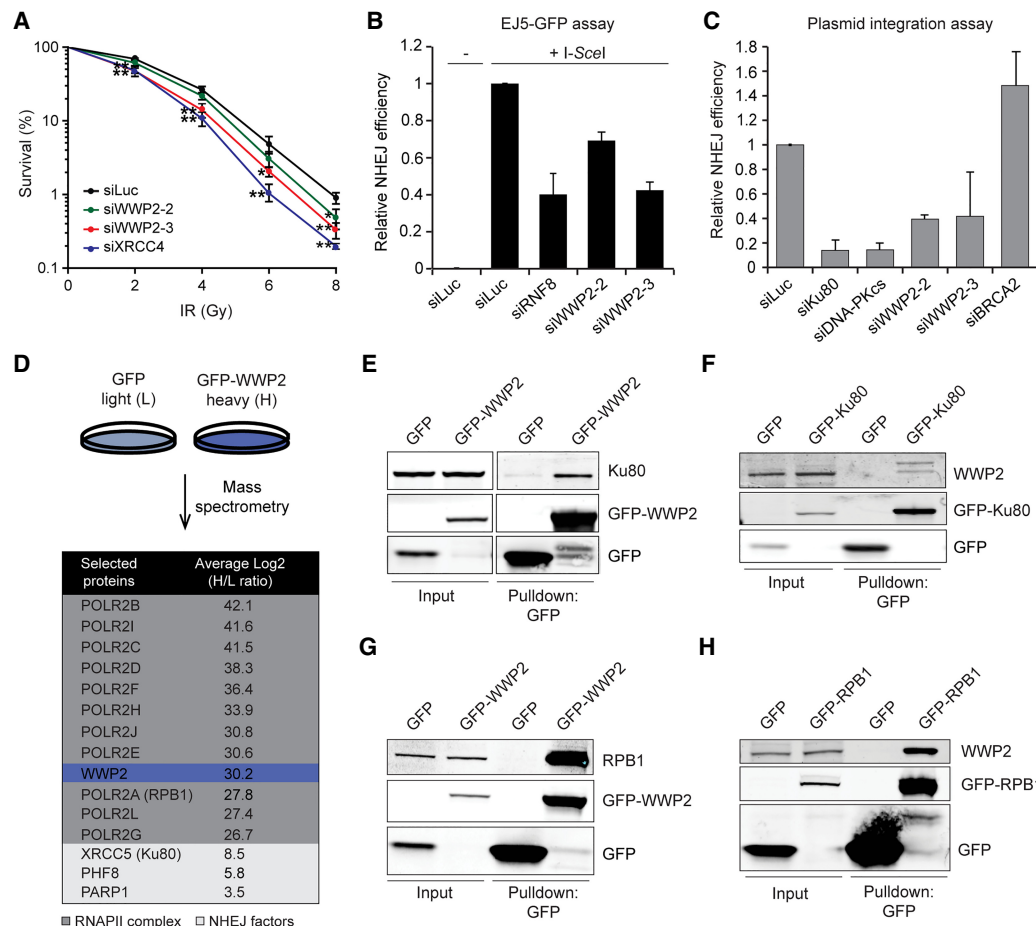 A
100
10
1
0.1
Survival (%)
**
**
**
**
*
**
*
**
**
siLuc
siWWP2-2
siWWP2-3
siXRCC4
0 2 4 6 8
IR (Gy)
B
EJ5-GFP assay
- + I-SceI
Relative NHEJ efficiency
1.2
1
0.8
0.6
0.4
0.2
0
siLuc siLuc siRNF8 siWWP2-2 siWWP2-3
C
Plasmid integration assay
Relative NHEJ efficiency
1.8
1.6
1.4
1.2
1
0.8
0.6
0.4
0.2
0
siLuc siKu80 siDNA-PKcs siWWP2-2 siWWP2-3 siBRCA2
D
GFP GFP-WWP2
light (L) heavy (H)
Mass
spectrometry
Selected Average Log2
proteins (H/L ratio)
POLR2B 42.1
POLR2I 41.6
POLR2C 41.5
POLR2D 38.3
POLR2F 36.4
POLR2H 33.9
POLR2J 30.8
POLR2E 30.6
WWP2 30.2
POLR2A (RPB1) 27.8
POLR2L 27.4
POLR2G 26.7
XRCC5 (Ku80) 8.5
PHF8 5.8
PARP1 3.5
RNAPII complex NHEJ factors
E
GFP GFP-WWP2 GFP GFP-WWP2
Ku80
GFP-WWP2
GFP
Input Pulldown:
GFP
F
GFP GFP-Ku80 GFP GFP-Ku80
WWP2
GFP-Ku80
GFP
Input Pulldown:
GFP
G
GFP GFP-WWP2 GFP GFP-WWP2
RPB1
GFP-WWP2
GFP
Input Pulldown:
GFP
H
GFP GFP-RPB1 GFP GFP-RPB1
WWP2
GFP-RPB1
GFP
Input Pulldown:
GFP